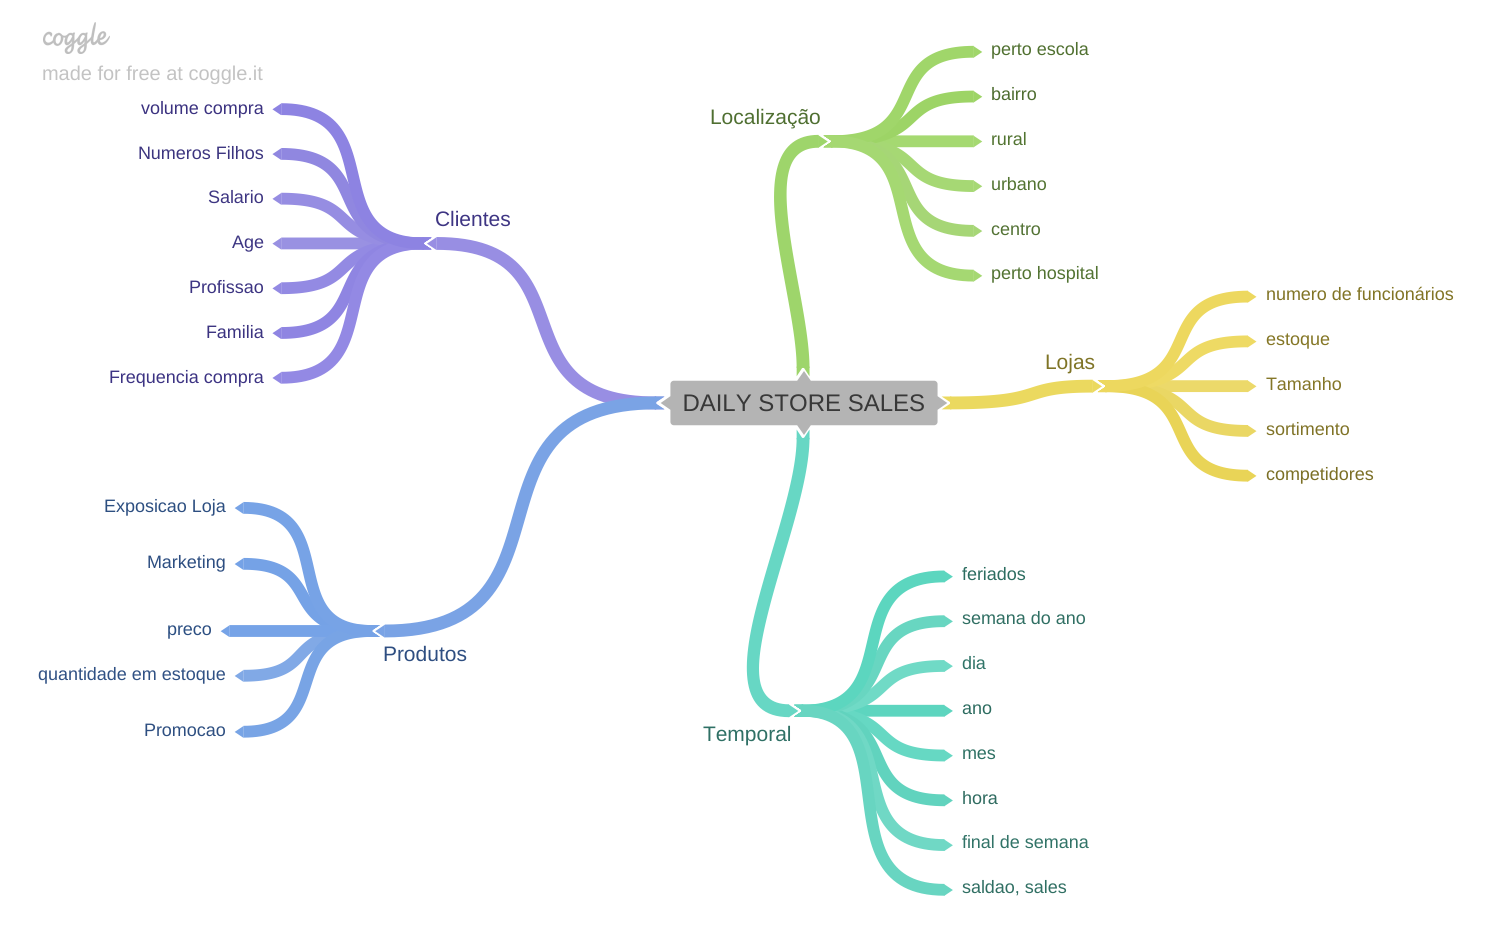 coggle
made for free at coggle.it
volume compra
Numeros Filhos
Salario
Age
Profissao
Familia
Frequencia compra
Clientes
Localização
perto escola
bairro
rural
urbano
centro
perto hospital
DAILY STORE SALES
Lojas
numero de funcionários
estoque
Tamanho
sortimento
competidores
Exposicao Loja
Marketing
preco
quantidade em estoque
Promocao
Produtos
Temporal
feriados
semana do ano
dia
ano
mes
hora
final de semana
saldao, sales